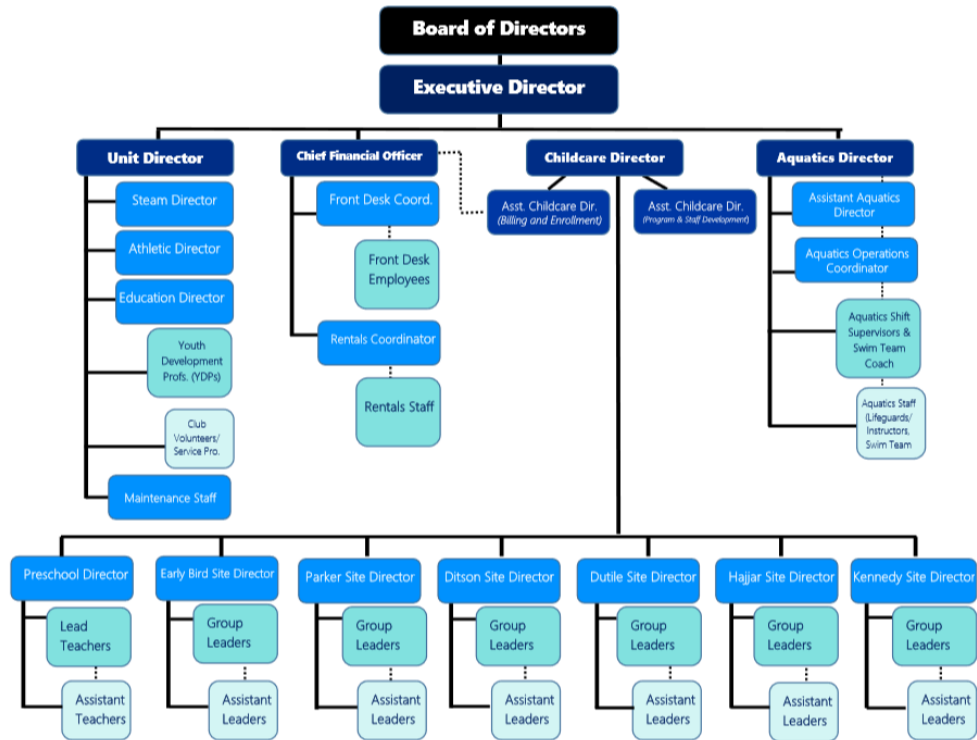 Board of Directors
Executive Director
Unit Director
Chief Financial Officer
Childcare Director
Aquatics Director
Steam Director
Athletic Director
Education Director
Youth
Development
Profs. (YDPs)
Club
Volunteers/
Service Pro.
Maintenance Staff
Front Desk Coord.
Front Desk
Employees
Rentals Coordinator
Rentals Staff
Asst. Childcare Dir.
(Billing and Enrollment)
Asst. Childcare Dir.
(Program & Staff Development)
Assistant Aquatics
Director
Aquatics Operations
Coordinator
Aquatics Shift
Supervisors &
Swim Team
Coach
Aquatics Staff
(Lifeguards/
Instructors,
Swim Team
Preschool Director
Lead
Teachers
Assistant
Teachers
Early Bird Site Director
Group
Leaders
Assistant
Leaders
Parker Site Director
Group
Leaders
Assistant
Leaders
Ditson Site Director
Group
Leaders
Assistant
Leaders
Dutile Site Director
Group
Leaders
Assistant
Leaders
Hajjar Site Director
Group
Leaders
Assistant
Leaders
Kennedy Site Director
Group
Leaders
Assistant
Leaders